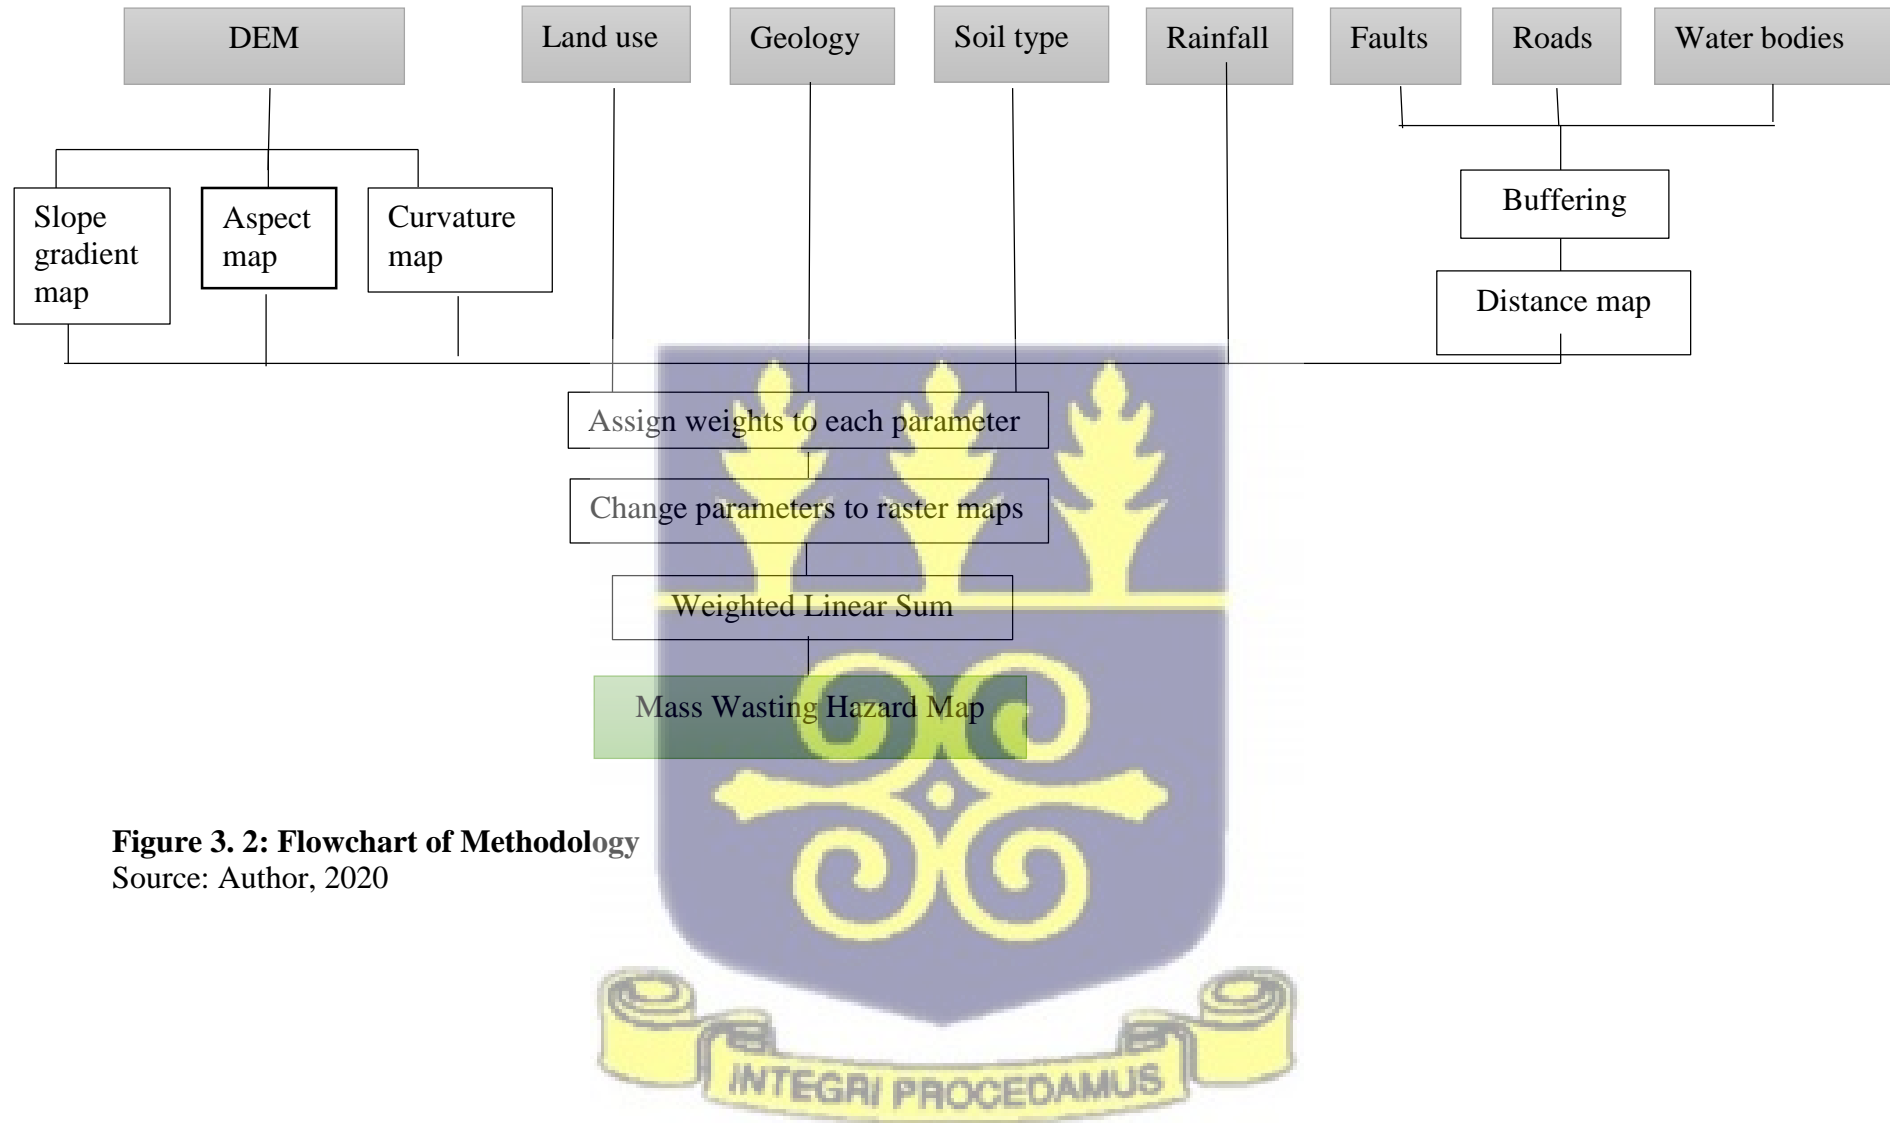 DEM
Land use
Geology
Soil type
Rainfall
Faults
Roads
Water bodies
Slope
gradient
map
Aspect
map
Curvature
map
Buffering
Distance map
Assign weights to each parameter
Change parameters to raster maps
Weighted Linear Sum
Mass Wasting Hazard Map
Figure 3. 2: Flowchart of Methodology
Source: Author, 2020
INTEGRI PROCEDAMUS